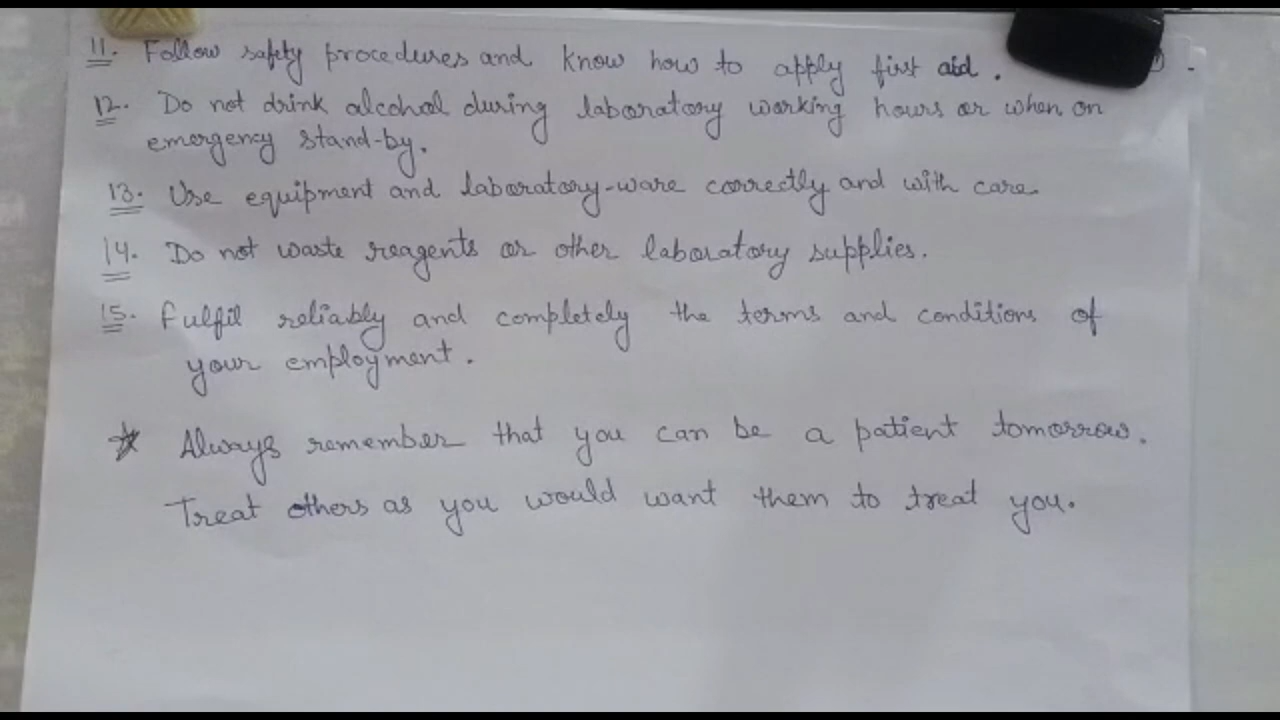 11. Follow safety procedures and know how to apply first aid.
12. Do not drink alcohol during laboratory working hours or when on
emergency stand-by.
13. Use equipment and laboratory-ware correctly and with care
14. Do not waste reagents or other laboratory supplies.
15. Fulfil reliably and completely the terms and conditions of
your employment.
☆ Always remember that you can be a patient tomorrow.
Treat others as you would want them to treat you.